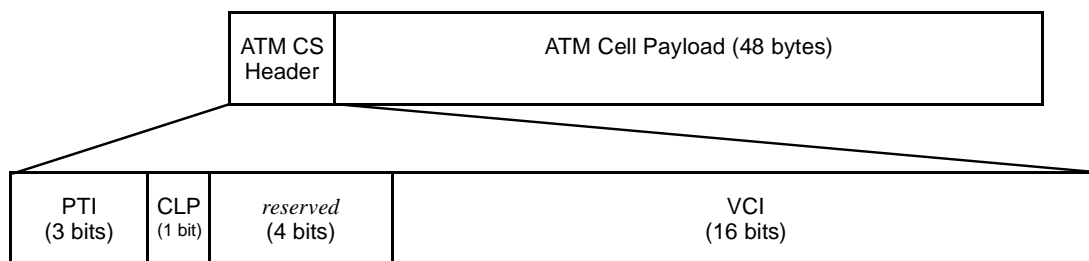 ATM CS
Header
ATM Cell Payload (48 bytes)
PTI
(3 bits)
CLP
(1 bit)
reserved
(4 bits)
VCI
(16 bits)